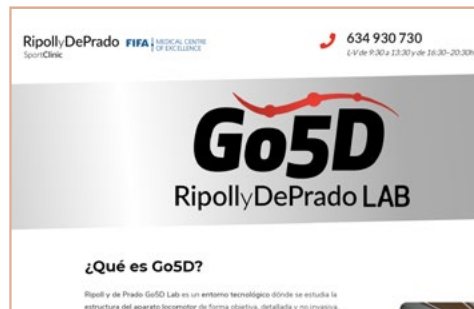 RipollyDePrado
SportClinic
FIFA MEDICAL CENTRE
OF EXCELLENCE
634 930 730
L-V de 9:30 a 13:30 y de 16:30-20:30h
Go5D
RipollyDePrado LAB
¿Qué es Go5D?
Ripoll y de Prado Go5D Lab es un entorno tecnológico dónde se estudia la
estructura del aparato locomotor de forma objetiva, detallada y no invasiva,